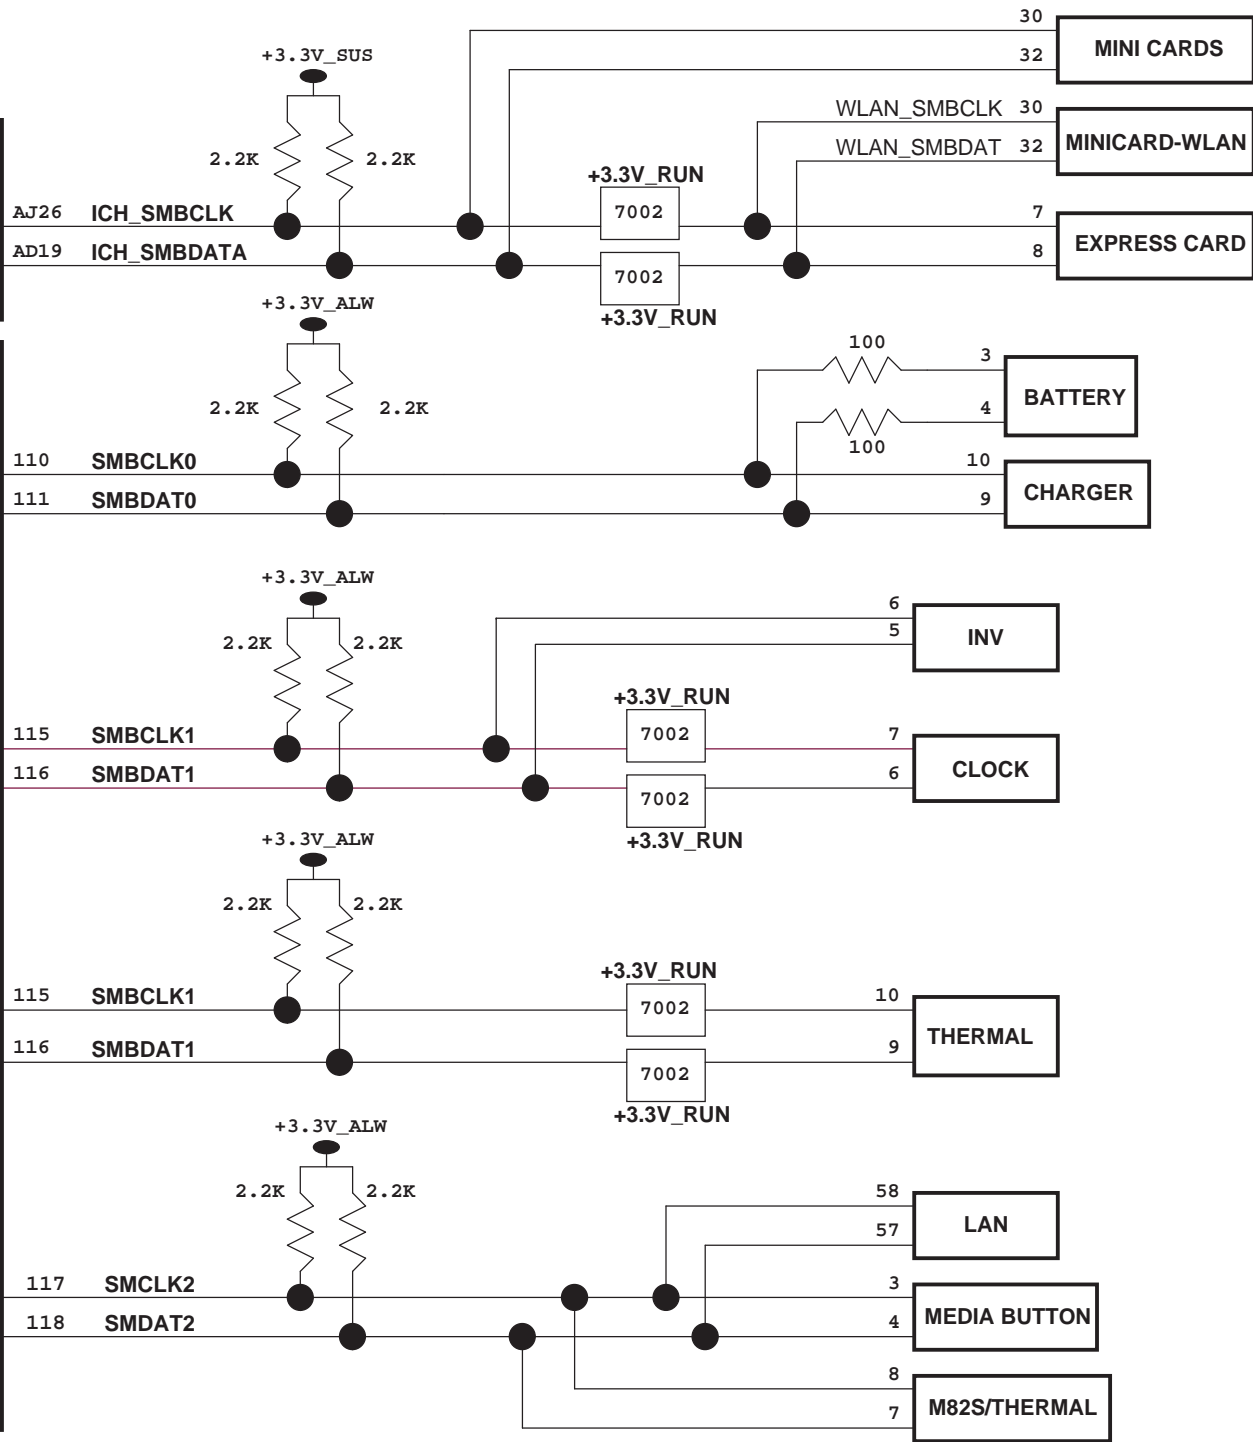 30
MINI CARDS
32
+3.3V_SUS
WLAN_SMBCLK 30
MINICARD-WLAN
WLAN_SMBDAT 32
2.2K 2.2K
+3.3V_RUN
AJ26 ICH_SMBCLK 7002 7
EXPRESS CARD
AD19 ICH_SMBDATA 7002 8
+3.3V_ALW
+3.3V_RUN
100 3
BATTERY
2.2K 2.2K 4
100
110 SMBCLK0 10
CHARGER
111 SMBDAT0 9
+3.3V_ALW
6
2.2K 2.2K 5 INV
+3.3V_RUN
115 SMBCLK1 7002 7
CLOCK
116 SMBDAT1 7002 6
+3.3V_ALW +3.3V_RUN
2.2K 2.2K
+3.3V_RUN
115 SMBCLK1 7002 10
THERMAL
116 SMBDAT1 7002 9
+3.3V_RUN
+3.3V_ALW
2.2K 2.2K 58
LAN
57
117 SMCLK2 3
MEDIA BUTTON
118 SMDAT2 4
8
M82S/THERMAL
7